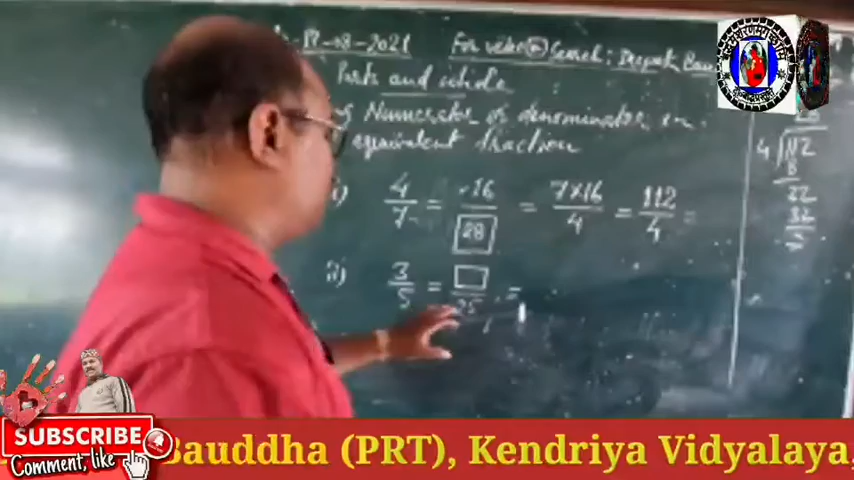 -08-2021
For video Search: Deepak Bau
Parts and whole
Numerator or denominator in
equivalent fraction
i) 4/7 = 16/28 = 7×16/4 = 112/4 =
4)112
8
32
32
ii) 3/5 = □/25 =
SUBSCRIBE
Comment, like
Bauddha (PRT), Kendriya Vidyalaya,